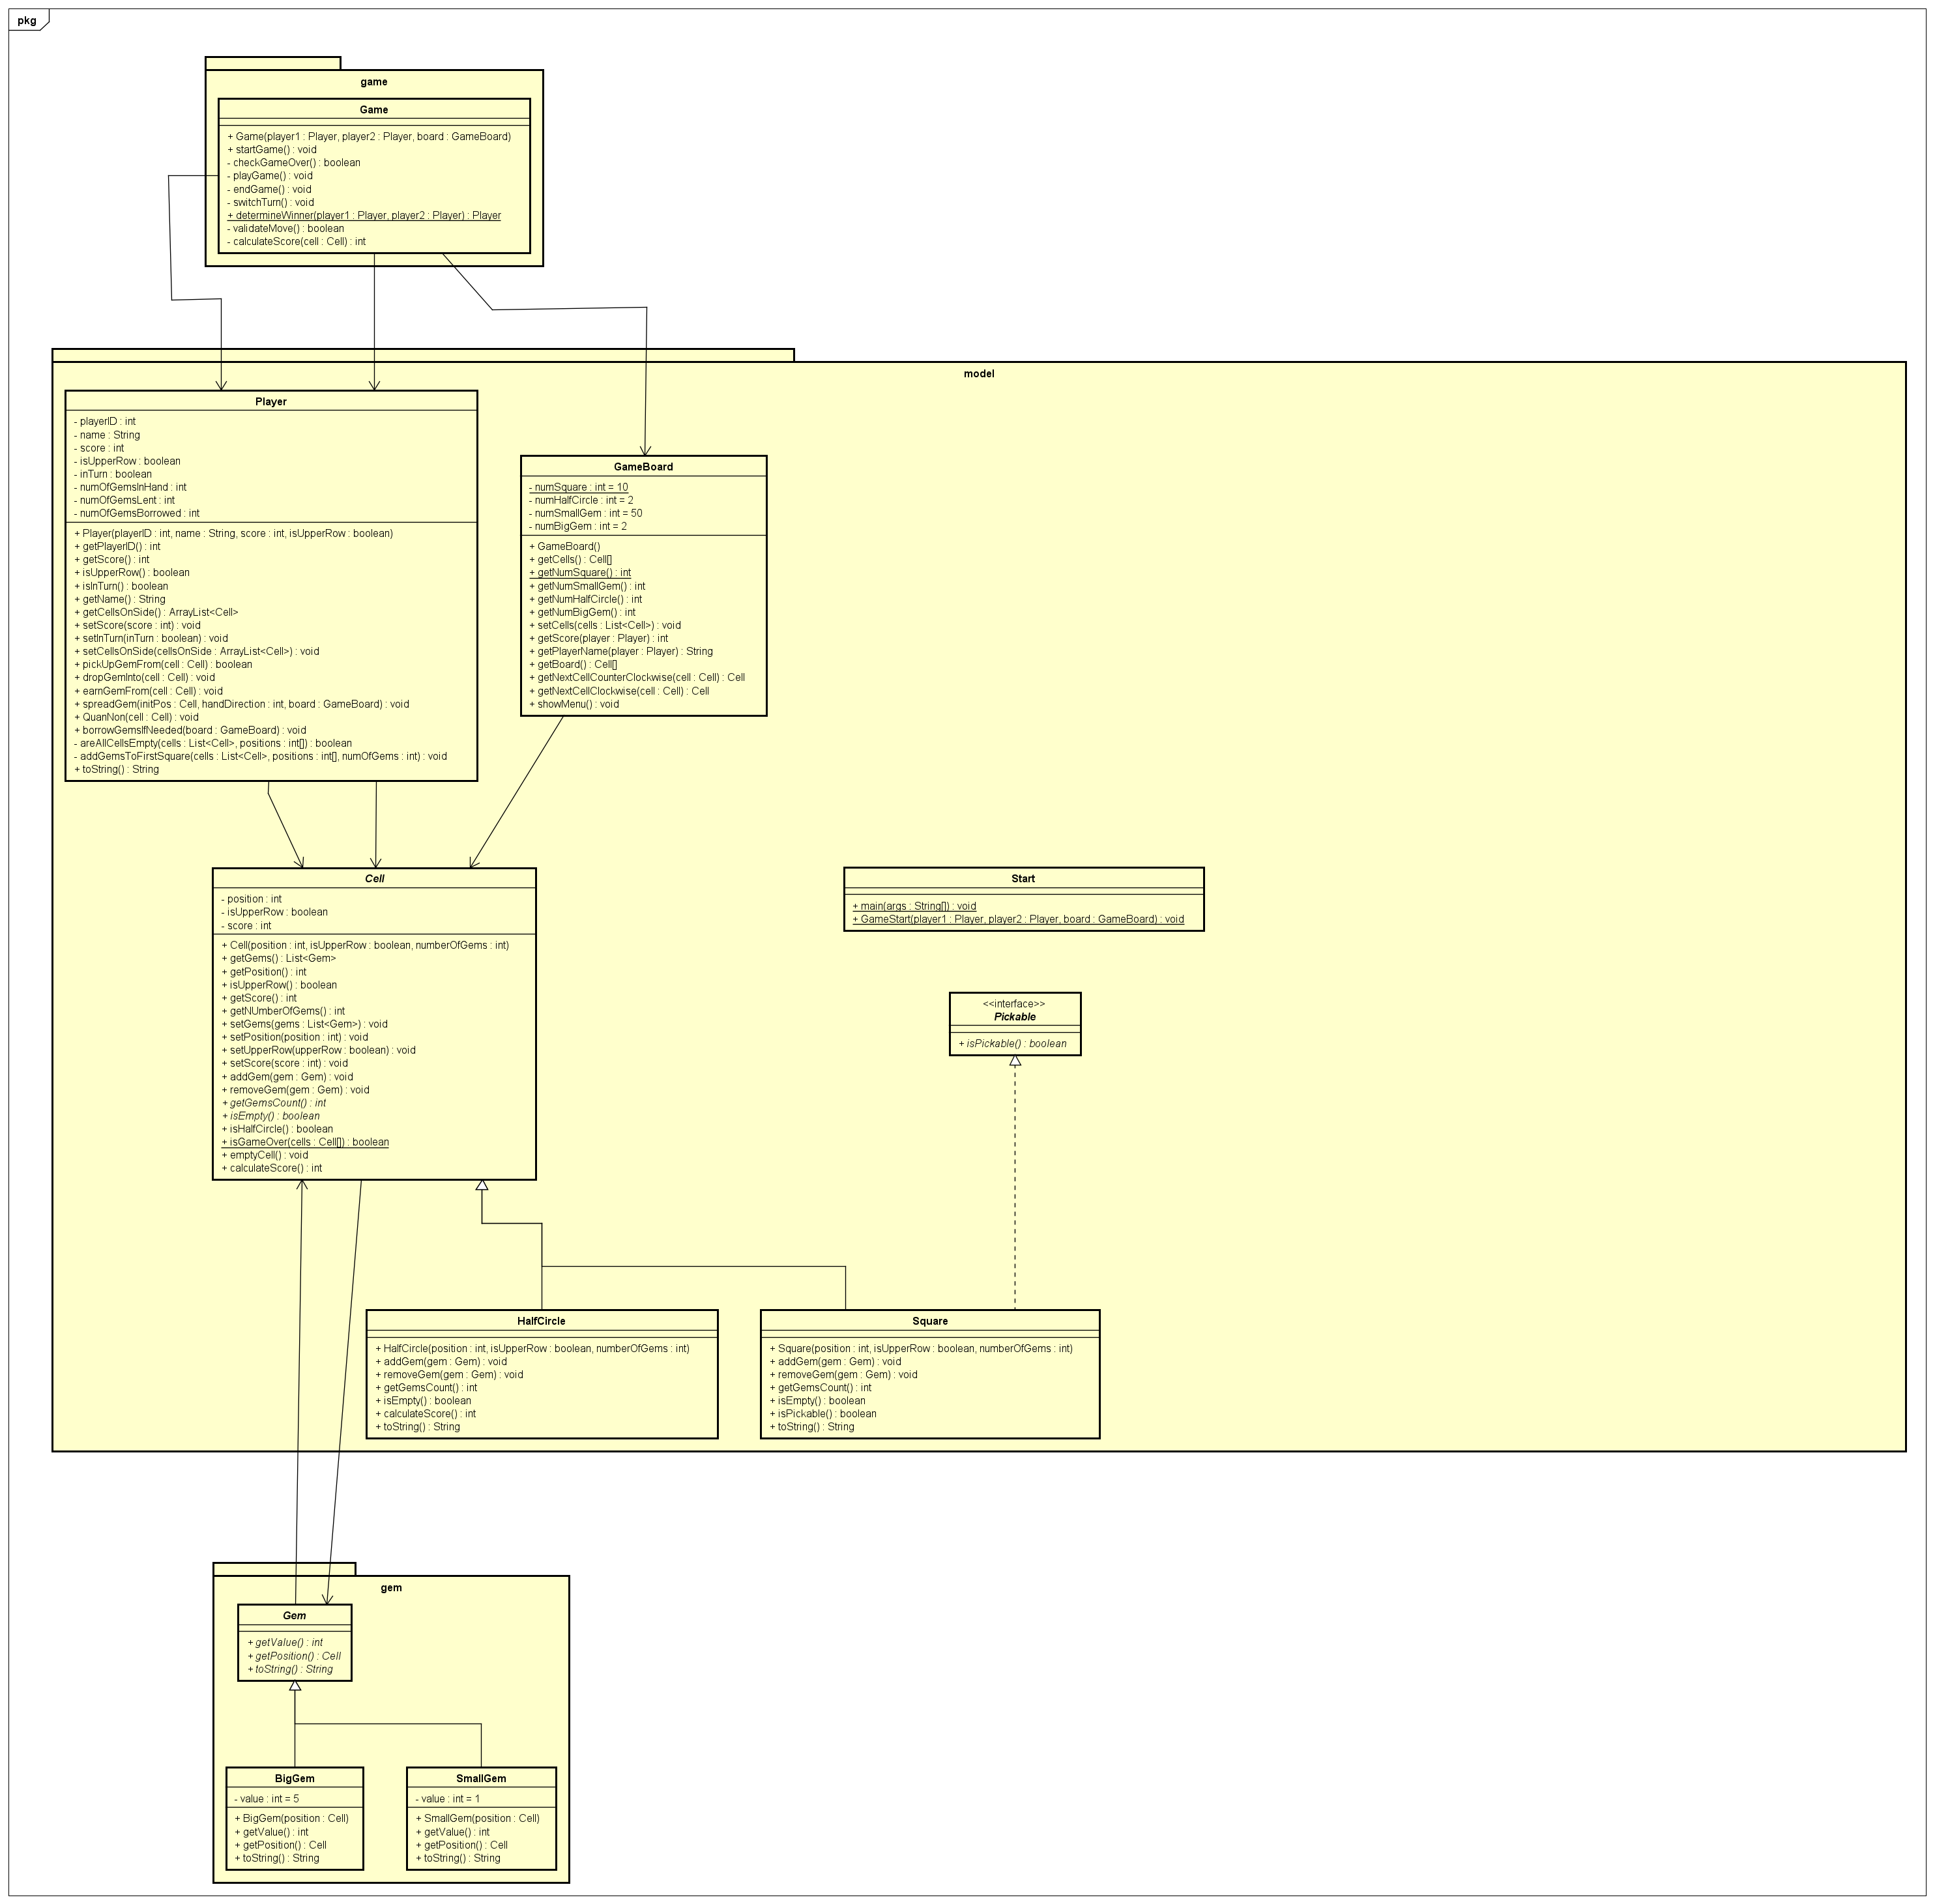 pkg
game
Game
+ Game(player1 : Player, player2 : Player, board : GameBoard)
+ startGame() : void
- checkGameOver() : boolean
- playGame() : void
- endGame() : void
- switchTurn() : void
+ determineWinner(player1 : Player, player2 : Player) : Player
- validateMove() : boolean
- calculateScore(cell : Cell) : int
model
Player
- playerID : int
- name : String
- score : int
- isUpperRow : boolean
- inTurn : boolean
- numOfGemsInHand : int
- numOfGemsLent : int
- numOfGemsBorrowed : int
+ Player(playerID : int, name : String, score : int, isUpperRow : boolean)
+ getPlayerID() : int
+ getScore() : int
+ isUpperRow() : boolean
+ isInTurn() : boolean
+ getName() : String
+ getCellsOnSide() : ArrayList<Cell>
+ setScore(score : int) : void
+ setInTurn(inTurn : boolean) : void
+ setCellsOnSide(cellsOnSide : ArrayList<Cell>) : void
+ pickUpGemFrom(cell : Cell) : boolean
+ dropGemInto(cell : Cell) : void
+ earnGemFrom(cell : Cell) : void
+ spreadGem(initPos : Cell, handDirection : int, board : GameBoard) : void
+ QuanNon(cell : Cell) : void
+ borrowGemsIfNeeded(board : GameBoard) : void
- areAllCellsEmpty(cells : List<Cell>, positions : int[]) : boolean
- addGemsToFirstSquare(cells : List<Cell>, positions : int[], numOfGems : int) : void
+ toString() : String
GameBoard
- numSquare : int = 10
- numHalfCircle : int = 2
- numSmallGem : int = 50
- numBigGem : int = 2
+ GameBoard()
+ getCells() : Cell[]
+ getNumSquare() : int
+ getNumSmallGem() : int
+ getNumHalfCircle() : int
+ getNumBigGem() : int
+ setCells(cells : List<Cell>) : void
+ getScore(player : Player) : int
+ getPlayerName(player : Player) : String
+ getBoard() : Cell[]
+ getNextCellCounterClockwise(cell : Cell) : Cell
+ getNextCellClockwise(cell : Cell) : Cell
+ showMenu() : void
Cell
- position : int
- isUpperRow : boolean
- score : int
+ Cell(position : int, isUpperRow : boolean, numberOfGems : int)
+ getGems() : List<Gem>
+ getPosition() : int
+ isUpperRow() : boolean
+ getScore() : int
+ getNUmberOfGems() : int
+ setGems(gems : List<Gem>) : void
+ setPosition(position : int) : void
+ setUpperRow(upperRow : boolean) : void
+ setScore(score : int) : void
+ addGem(gem : Gem) : void
+ removeGem(gem : Gem) : void
+ getGemsCount() : int
+ isEmpty() : boolean
+ isHalfCircle() : boolean
+ isGameOver(cells : Cell[]) : boolean
+ emptyCell() : void
+ calculateScore() : int
Start
+ main(args : String[]) : void
+ GameStart(player1 : Player, player2 : Player, board : GameBoard) : void
<<interface>>
Pickable
+ isPickable() : boolean
HalfCircle
+ HalfCircle(position : int, isUpperRow : boolean, numberOfGems : int)
+ addGem(gem : Gem) : void
+ removeGem(gem : Gem) : void
+ getGemsCount() : int
+ isEmpty() : boolean
+ calculateScore() : int
+ toString() : String
Square
+ Square(position : int, isUpperRow : boolean, numberOfGems : int)
+ addGem(gem : Gem) : void
+ removeGem(gem : Gem) : void
+ getGemsCount() : int
+ isEmpty() : boolean
+ isPickable() : boolean
+ toString() : String
gem
Gem
+ getValue() : int
+ getPosition() : Cell
+ toString() : String
BigGem
- value : int = 5
+ BigGem(position : Cell)
+ getValue() : int
+ getPosition() : Cell
+ toString() : String
SmallGem
- value : int = 1
+ SmallGem(position : Cell)
+ getValue() : int
+ getPosition() : Cell
+ toString() : String